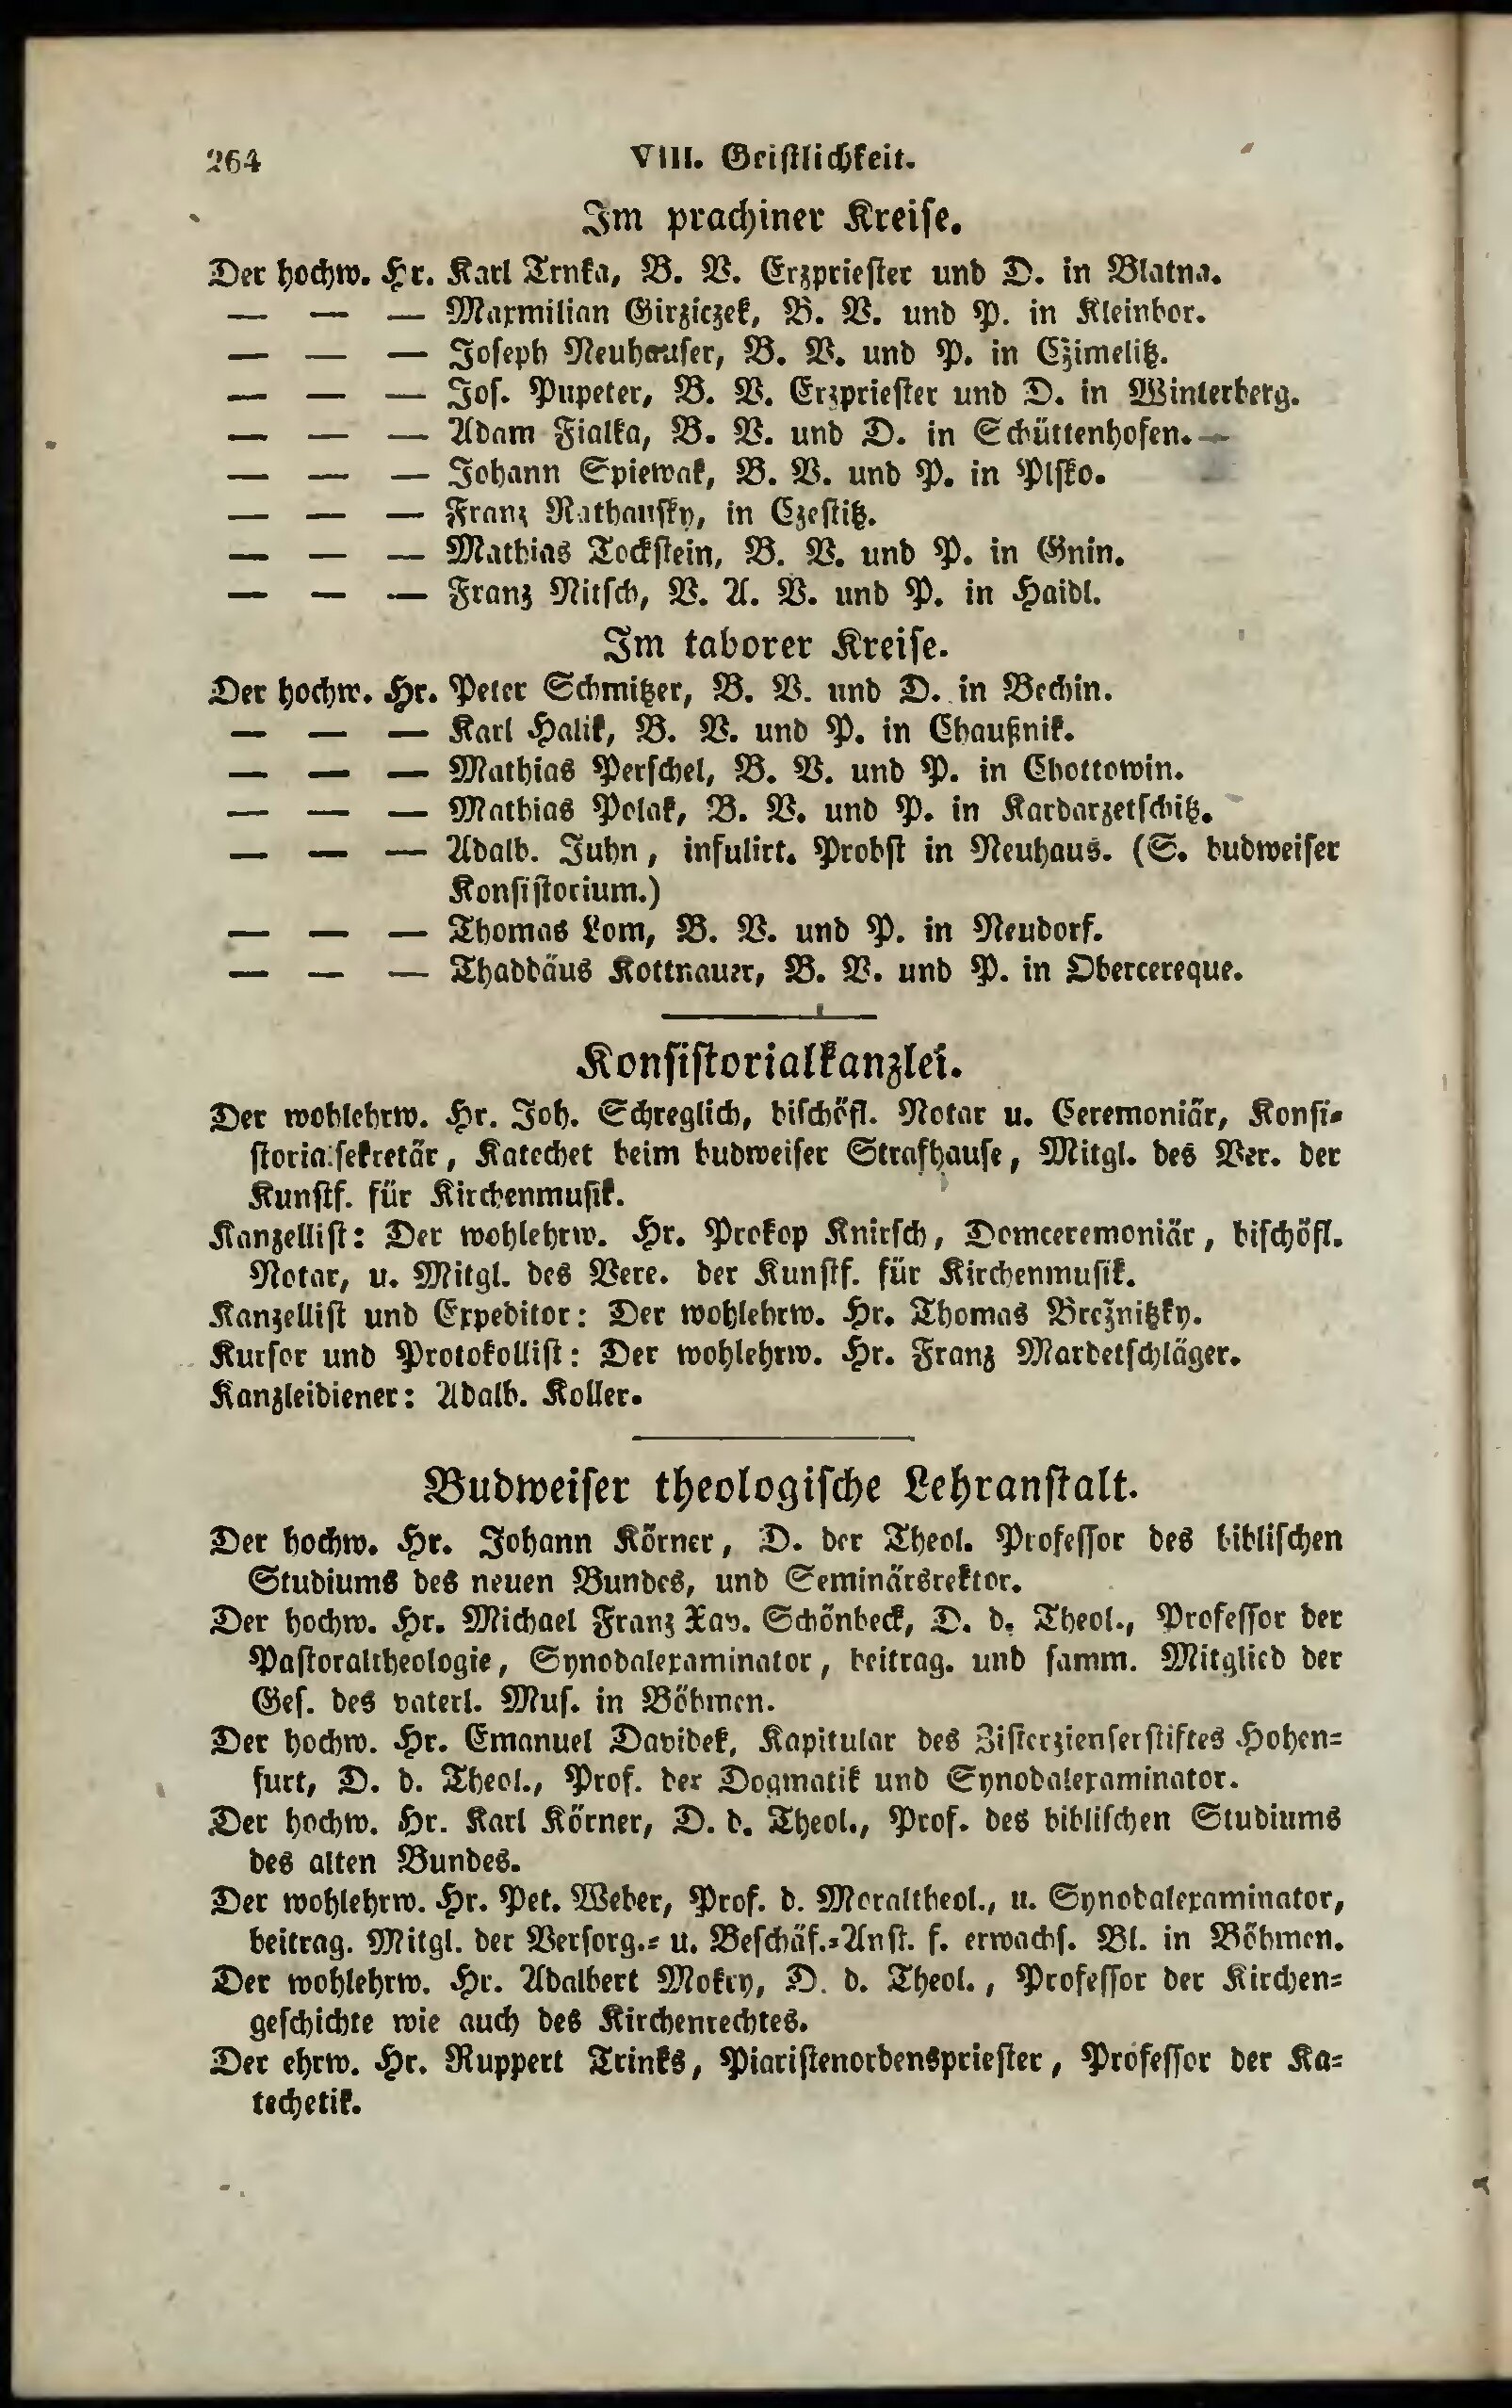 264 VIII. Geistlichkeit.
Im prachiner Kreise.
Der hochw. Hr. Karl Trnka, B. V. Erzpriester und D. in Blatna.
— — — Maxmilian Girziczek, B. V. und P. in Kleinbor.
— — — Joseph Neuhauser, B. V. und P. in Czimelitz.
— — — Jos. Pupeter, B. V. Erzpriester und D. in Winterberg.
— — — Adam Fialka, B. V. und D. in Schüttenhofen.
— — — Johann Spiewak, B. V. und P. in Plsko.
— — — Franz Rathausky, in Czestitz.
— — — Mathias Tockstein, B. V. und P. in Gnin.
— — — Franz Nitsch, V. A. V. und P. in Haidl.
Im taborer Kreise.
Der hochw. Hr. Peter Schmitzer, B. V. und D. in Bechin.
— — — Karl Halik, B. V. und P. in Chaußnik.
— — — Mathias Perschel, B. V. und P. in Chottowin.
— — — Mathias Polak, B. V. und P. in Kardarzetschitz.
— — — Adalb. Juhn, infulirt. Probst in Neuhaus. (S. budweiser
Konsistorium.)
— — — Thomas Lom, B. V. und P. in Neudorf.
— — — Thaddäus Kottnauer, B. V. und P. in Obercereque.
Konsistorialkanzlei.
Der wohlehrw. Hr. Joh. Schreglich, bischöfl. Notar u. Ceremoniär, Konsi-
storialsekretär, Katechet beim budweiser Strafhause, Mitgl. des Ver. der
Kunstf. für Kirchenmusik.
Kanzellist: Der wohlehrw. Hr. Prokop Knirsch, Domceremoniär, bischöfl.
Notar, u. Mitgl. des Vere. der Kunstf. für Kirchenmusik.
Kanzellist und Expeditor: Der wohlehrw. Hr. Thomas Brežnitzky.
Kursor und Protokollist: Der wohlehrw. Hr. Franz Mardetschläger.
Kanzleidiener: Adalb. Koller.
Budweiser theologische Lehranstalt.
Der hochw. Hr. Johann Körner, D. der Theol. Professor des biblischen
Studiums des neuen Bundes, und Seminärsrektor.
Der hochw. Hr. Michael Franz Xav. Schönbeck, D. d. Theol., Professor der
Pastoraltheologie, Synodalexaminator, beitrag. und samm. Mitglied der
Ges. des vaterl. Mus. in Böhmen.
Der hochw. Hr. Emanuel Davidek, Kapitular des Zisterzienserstiftes Hohen-
furt, D. d. Theol., Prof. der Dogmatik und Synodalexaminator.
Der hochw. Hr. Karl Körner, D. d. Theol., Prof. des biblischen Studiums
des alten Bundes.
Der wohlehrw. Hr. Pet. Weber, Prof. d. Moraltheol., u. Synodalexaminator,
beitrag. Mitgl. der Versorg.- u. Beschäf.-Anst. f. erwachs. Bl. in Böhmen.
Der wohlehrw. Hr. Adalbert Mokry, D. d. Theol., Professor der Kirchen-
geschichte wie auch des Kirchenrechtes.
Der ehrw. Hr. Ruppert Trinks, Piaristenordenspriester, Professor der Ka-
techetik.